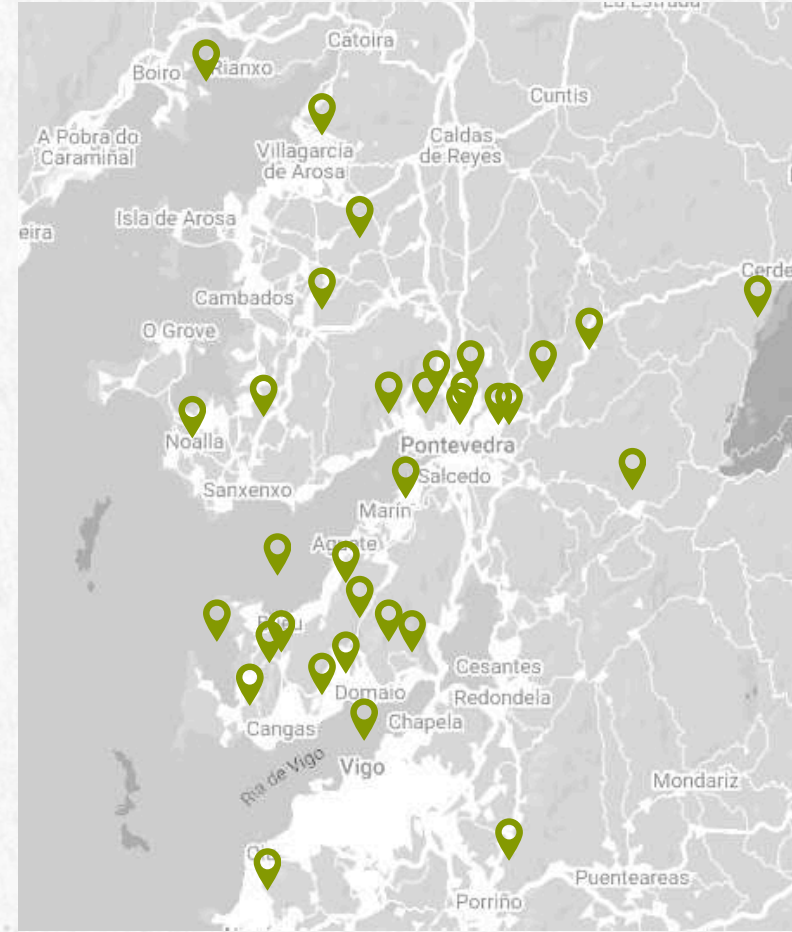 La Estrada
Catoira
Boiro
Rianxo
Cuntis
A Pobra do
Caramiñal
Villagarcía
de Arosa
Caldas
de Reyes
Isla de Arosa
eira
Cerde
Cambados
O Grove
Noalla
Pontevedra
Salcedo
Sanxenxo
Marín
Cesantes
Redondela
Domaio
Cangas
Chapela
Ría de Vigo
Vigo
Mondariz
Puenteareas
Porriño